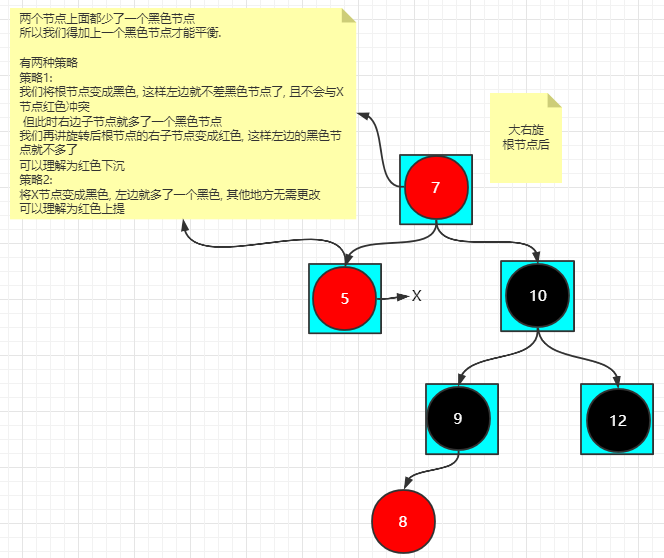 两个节点上面都少了一个黑色节点
所以我们得加上一个黑色节点才能平衡.
有两种策略
策略1:
我们将根节点变成黑色, 这样左边就不差黑色节点了, 且不会与X
节点红色冲突
但此时右边子节点就多了一个黑色节点
我们再讲旋转后根节点的右子节点变成红色, 这样左边的黑色节
点就不多了
可以理解为红色下沉
策略2:
将X节点变成黑色, 左边就多了一个黑色, 其他地方无需更改
可以理解为红色上提
大右旋
根节点后
7
5
X
10
9
12
8